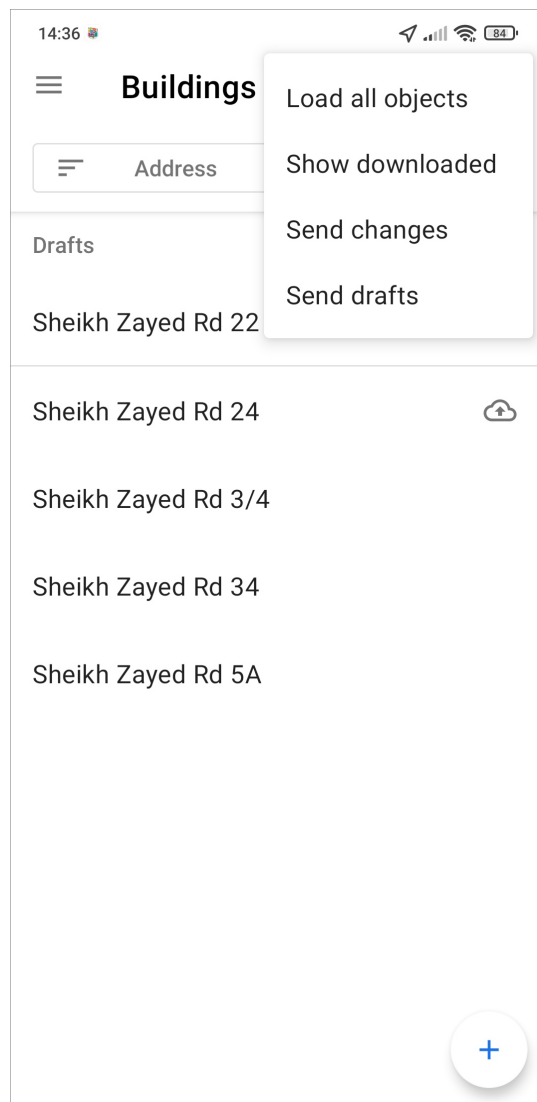 14:36
84
Buildings
Load all objects
Address
Show downloaded
Send changes
Drafts
Send drafts
Sheikh Zayed Rd 22
Sheikh Zayed Rd 24
Sheikh Zayed Rd 3/4
Sheikh Zayed Rd 34
Sheikh Zayed Rd 5A
+